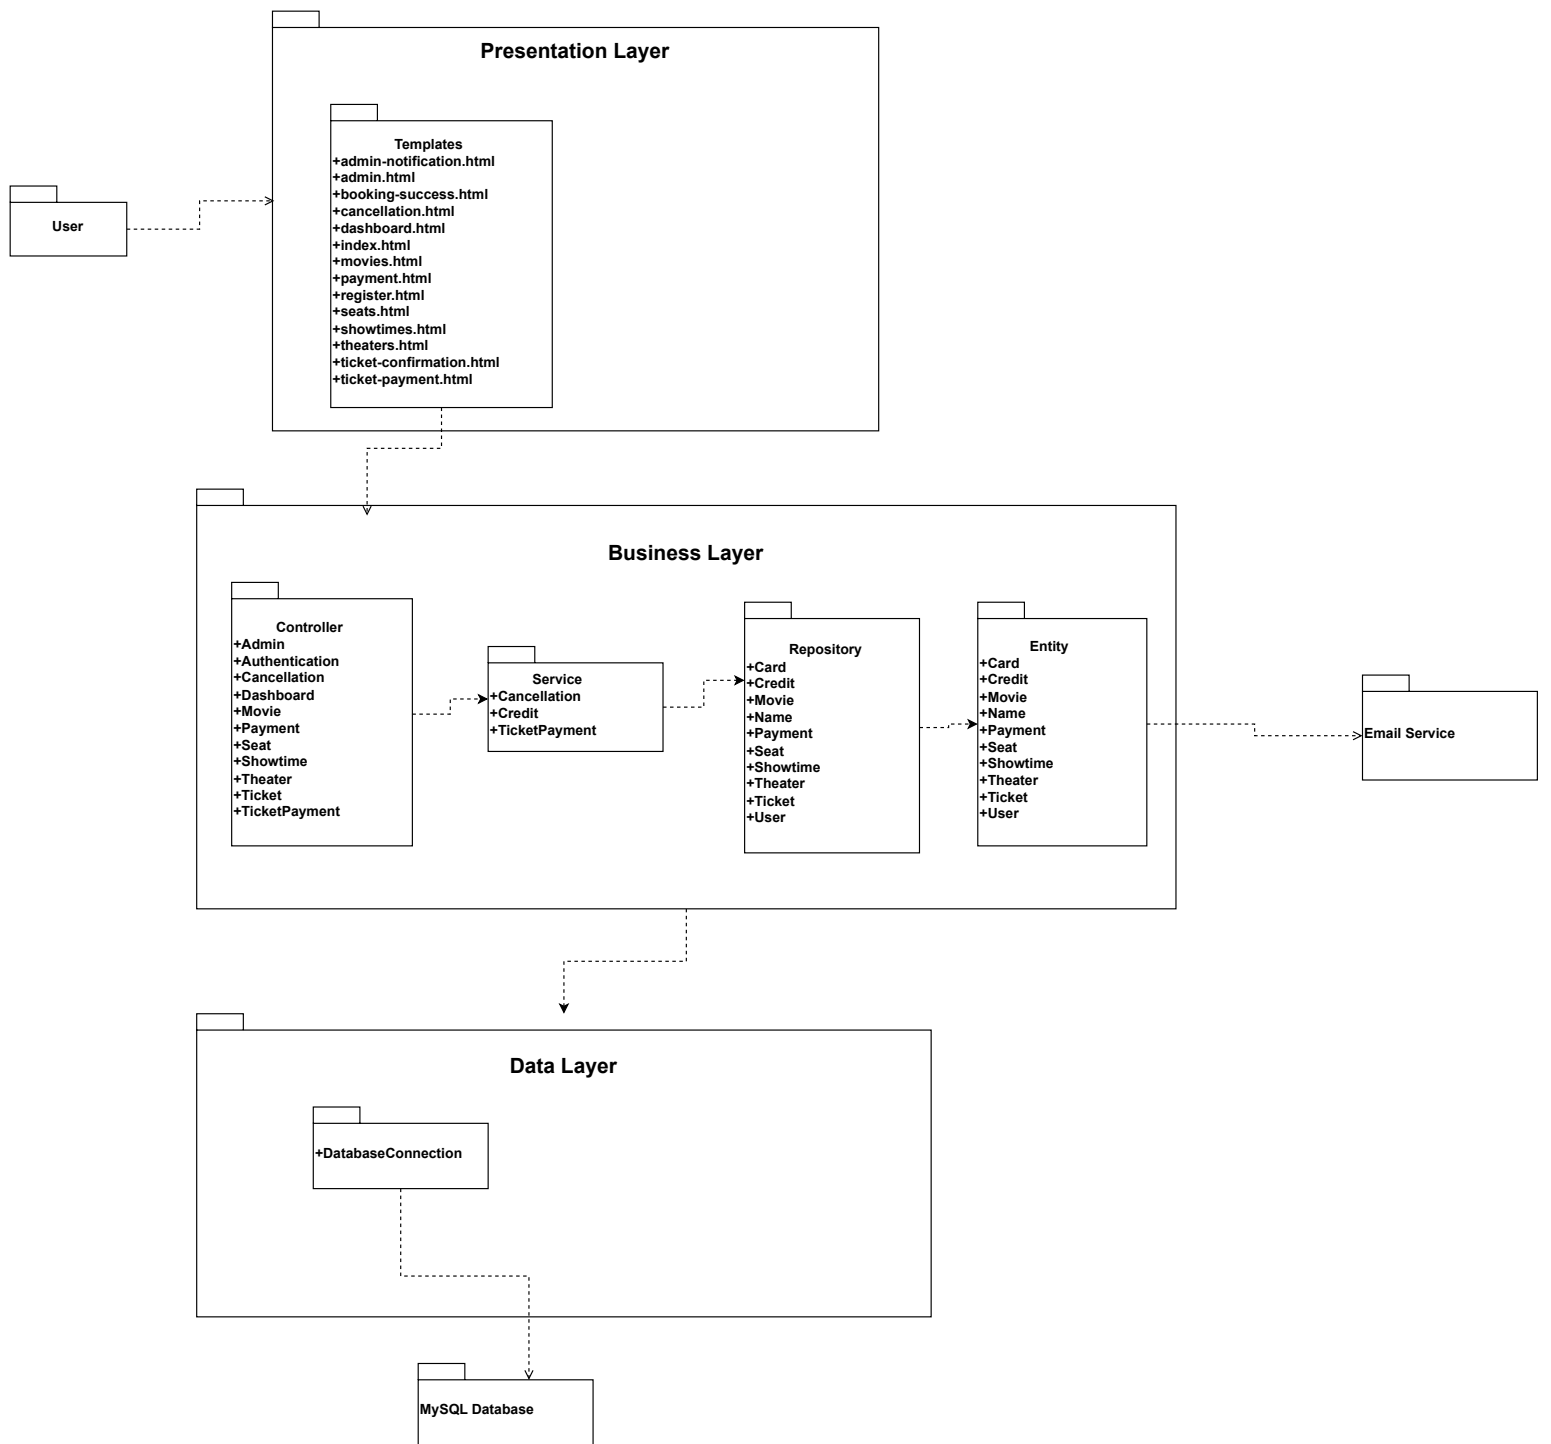 Presentation Layer
Templates
+admin-notification.html
+admin.html
+booking-success.html
+cancellation.html
+dashboard.html
+index.html
+movies.html
+payment.html
+register.html
+seats.html
+showtimes.html
+theaters.html
+ticket-confirmation.html
+ticket-payment.html
User
Business Layer
Controller
+Admin
+Authentication
+Cancellation
+Dashboard
+Movie
+Payment
+Seat
+Showtime
+Theater
+Ticket
+TicketPayment
Service
+Cancellation
+Credit
+TicketPayment
Repository
+Card
+Credit
+Movie
+Name
+Payment
+Seat
+Showtime
+Theater
+Ticket
+User
Entity
+Card
+Credit
+Movie
+Name
+Payment
+Seat
+Showtime
+Theater
+Ticket
+User
Email Service
Data Layer
+DatabaseConnection
MySQL Database